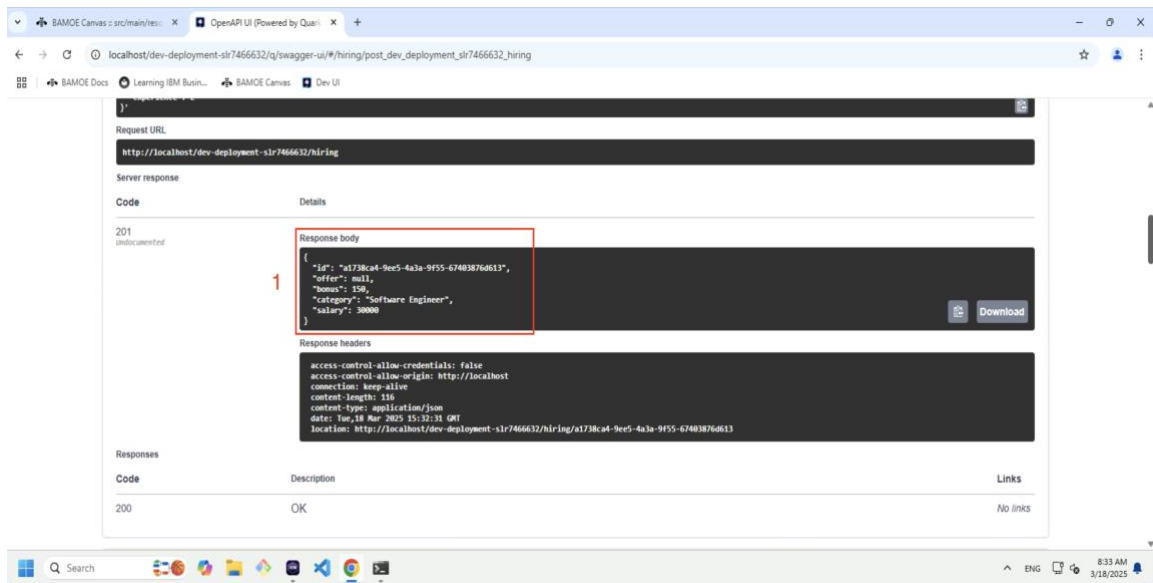 BAMOE Canvas :: src/main/resc
OpenAPI UI (Powered by Quark
localhost/dev-deployment-slr7466632/q/swagger-ui/#/hiring/post_dev_deployment_slr7466632_hiring
BAMOE Docs Learning IBM Busin... BAMOE Canvas Dev UI
}'
Request URL
http://localhost/dev-deployment-slr7466632/hiring
Server response
Code Details
201
Undocumented
Response body
1
{
"id": "a1738ca4-9ee5-4a3a-9f55-67403876d613",
"offer": null,
"bonus": 150,
"category": "Software Engineer",
"salary": 30000
}
Download
Response headers
access-control-allow-credentials: false
access-control-allow-origin: http://localhost
connection: keep-alive
content-length: 116
content-type: application/json
date: Tue,18 Mar 2025 15:32:31 GMT
location: http://localhost/dev-deployment-slr7466632/hiring/a1738ca4-9ee5-4a3a-9f55-67403876d613
Responses
Code Description Links
200 OK No links
Search
ENG
8:33 AM
3/18/2025